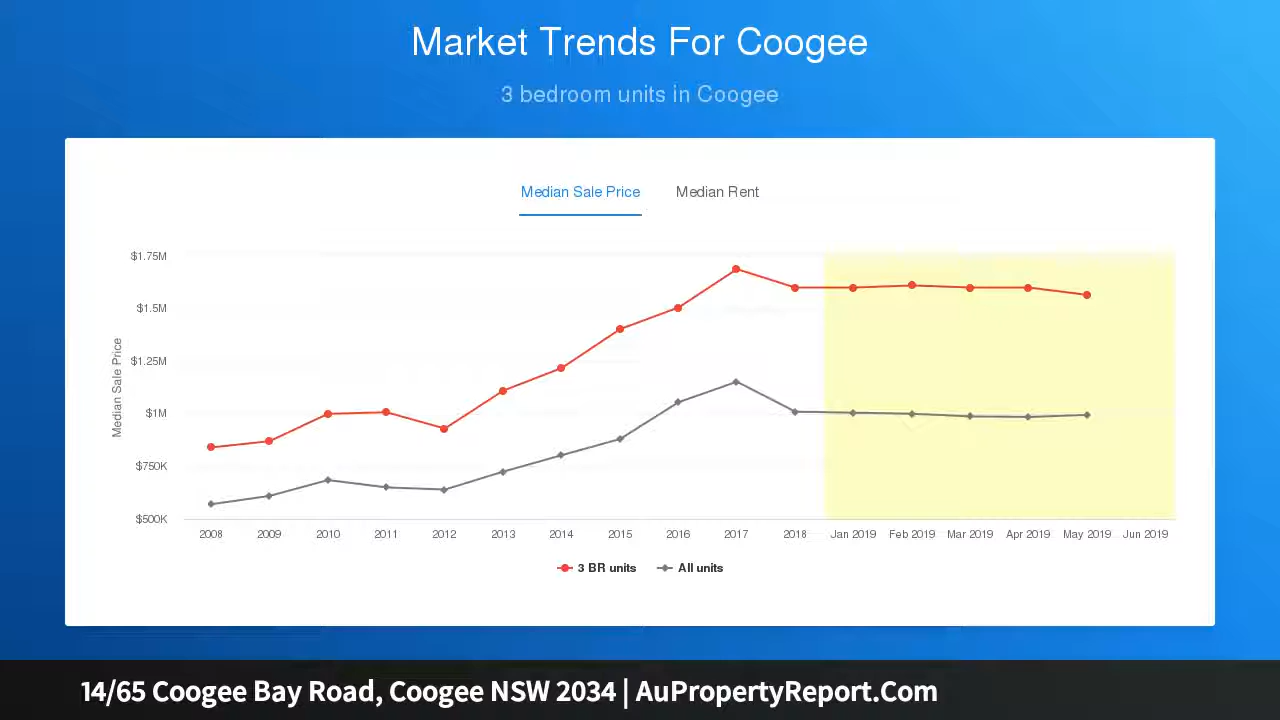 Market Trends For Coogee
3 bedroom units in Coogee
Median Sale Price Median Rent
Median Sale Price
$1.75M
$1.5M
$1.25M
$1M
$750K
$500K
2008 2009 2010 2011 2012 2013 2014 2015 2016 2017 2018 Jan 2019 Feb 2019 Mar 2019 Apr 2019 May 2019 Jun 2019
3 BR units All units
14/65 Coogee Bay Road, Coogee NSW 2034 | AuPropertyReport.Com